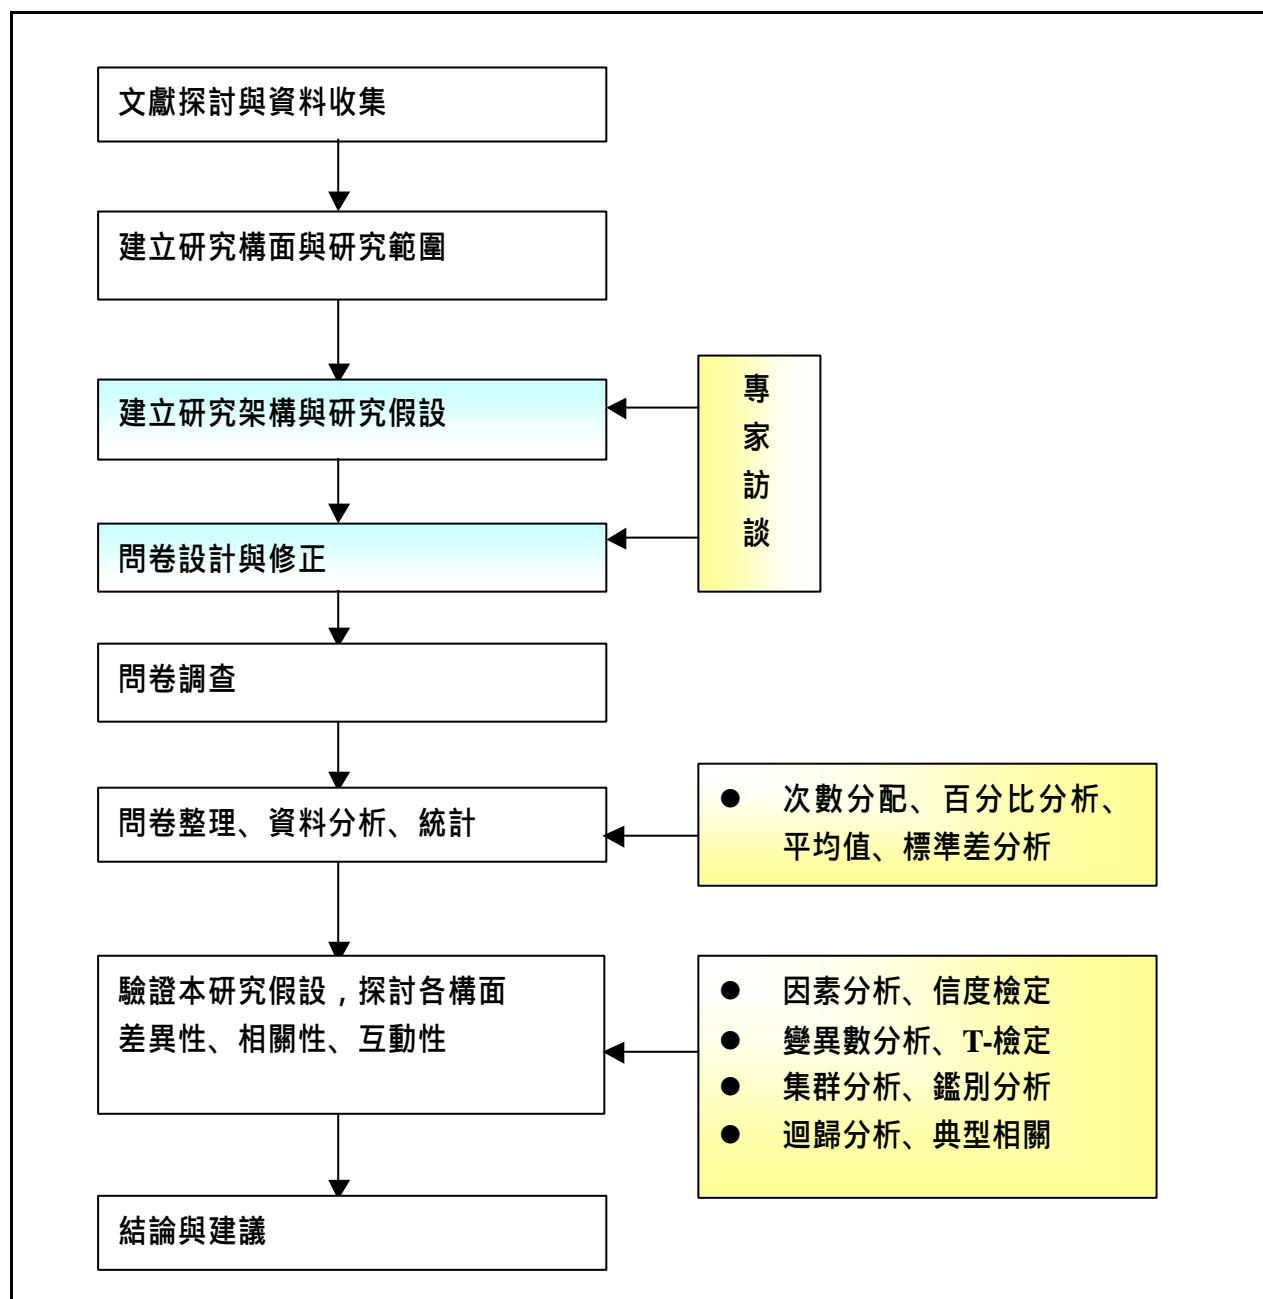 文獻探討與資料收集
建立研究構面與研究範圍
建立研究架構與研究假設
專
家
訪
談
問卷設計與修正
問卷調查
問卷整理、資料分析、統計
● 次數分配、百分比分析、
平均值、標準差分析
驗證本研究假設，探討各構面
差異性、相關性、互動性
● 因素分析、信度檢定
● 變異數分析、T-檢定
● 集群分析、鑑別分析
● 迴歸分析、典型相關
結論與建議